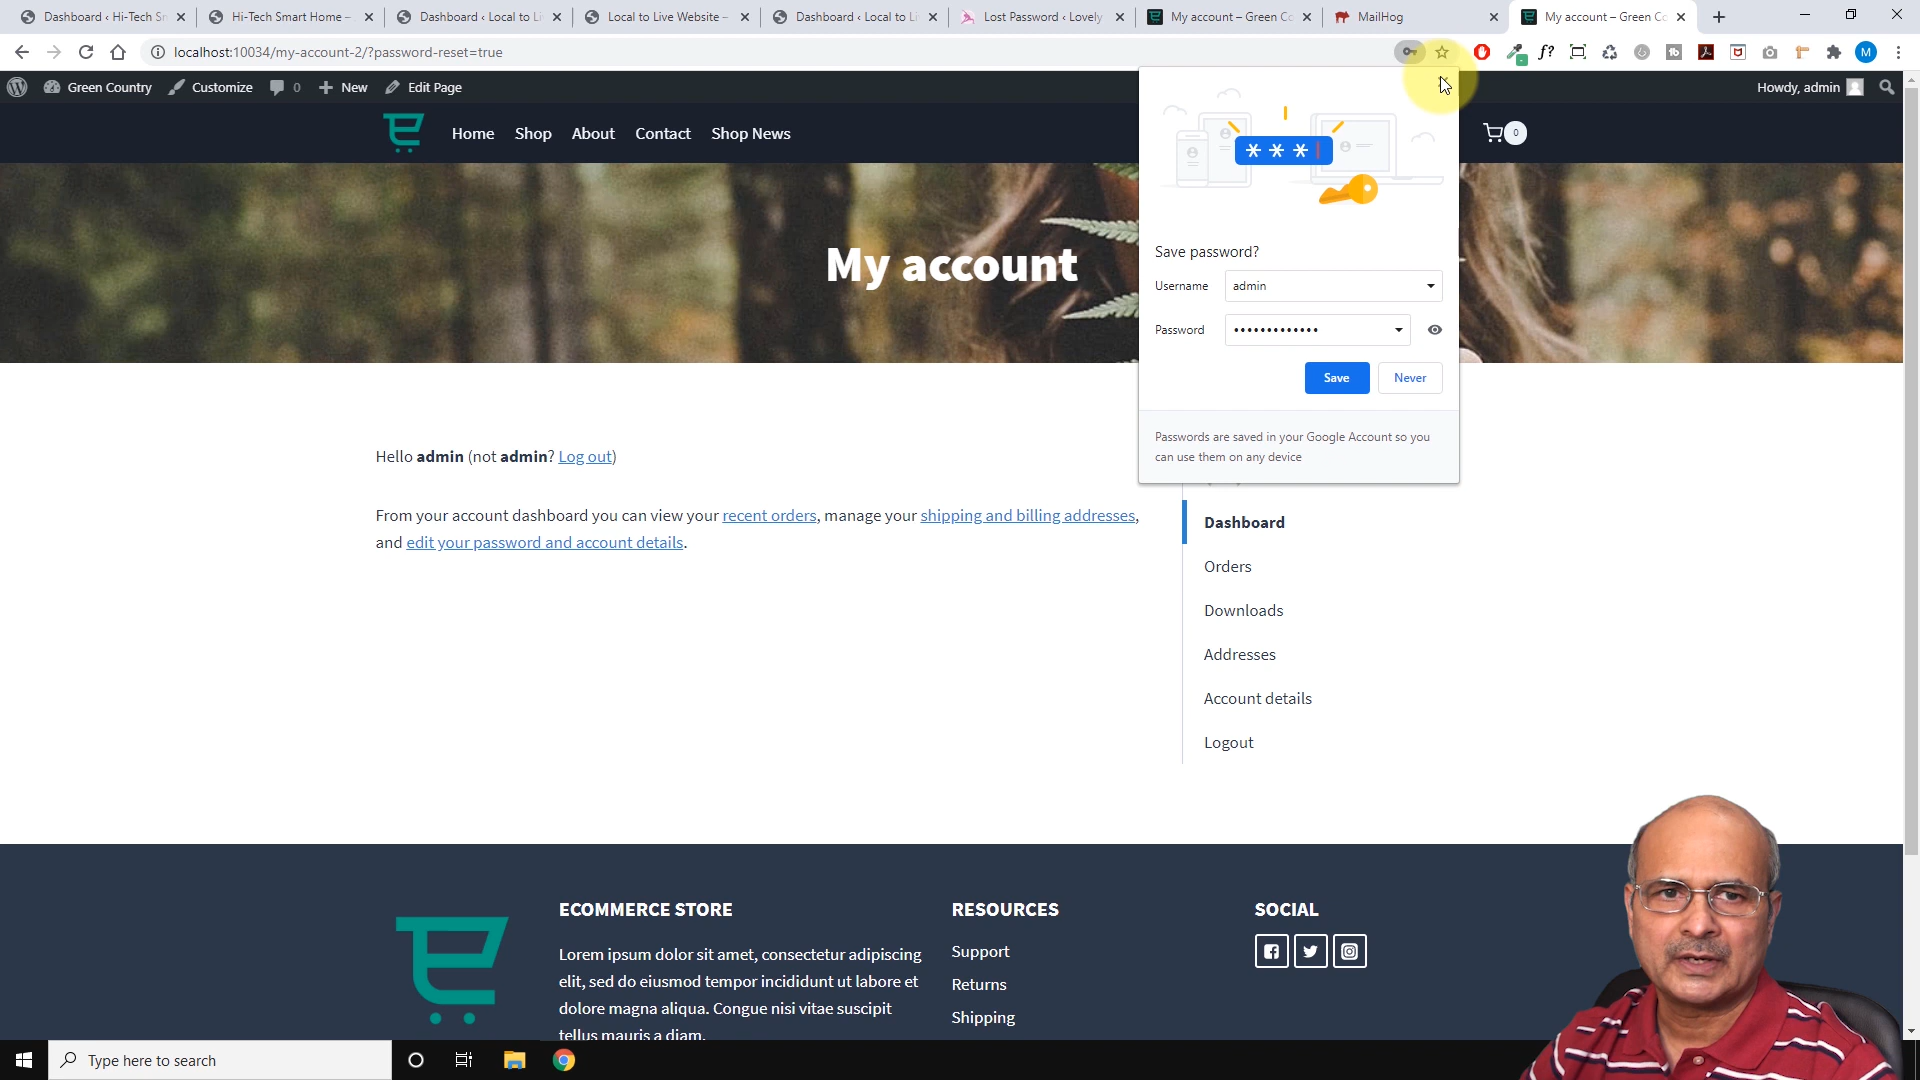 Dashboard ‹ Hi-Tech Sr
Hi-Tech Smart Home –
Dashboard ‹ Local to Li
Local to Live Website –
Dashboard ‹ Local to Li
Lost Password ‹ Lovely
My account – Green Co
MailHog
My account – Green Co
localhost:10034/my-account-2/?password-reset=true
Green Country
Customize
0
New
Edit Page
Howdy, admin
Home
Shop
About
Contact
Shop News
0
My account
* * *
Save password?
Username
admin
Password
•••••••••••••
Save
Never
Passwords are saved in your Google Account so you
can use them on any device
Hello admin (not admin? Log out)
From your account dashboard you can view your recent orders, manage your shipping and billing addresses,
and edit your password and account details.
Dashboard
Orders
Downloads
Addresses
Account details
Logout
ECOMMERCE STORE
Lorem ipsum dolor sit amet, consectetur adipiscing
elit, sed do eiusmod tempor incididunt ut labore et
dolore magna aliqua. Congue nisi vitae suscipit
tellus mauris a diam.
RESOURCES
Support
Returns
Shipping
SOCIAL
Type here to search